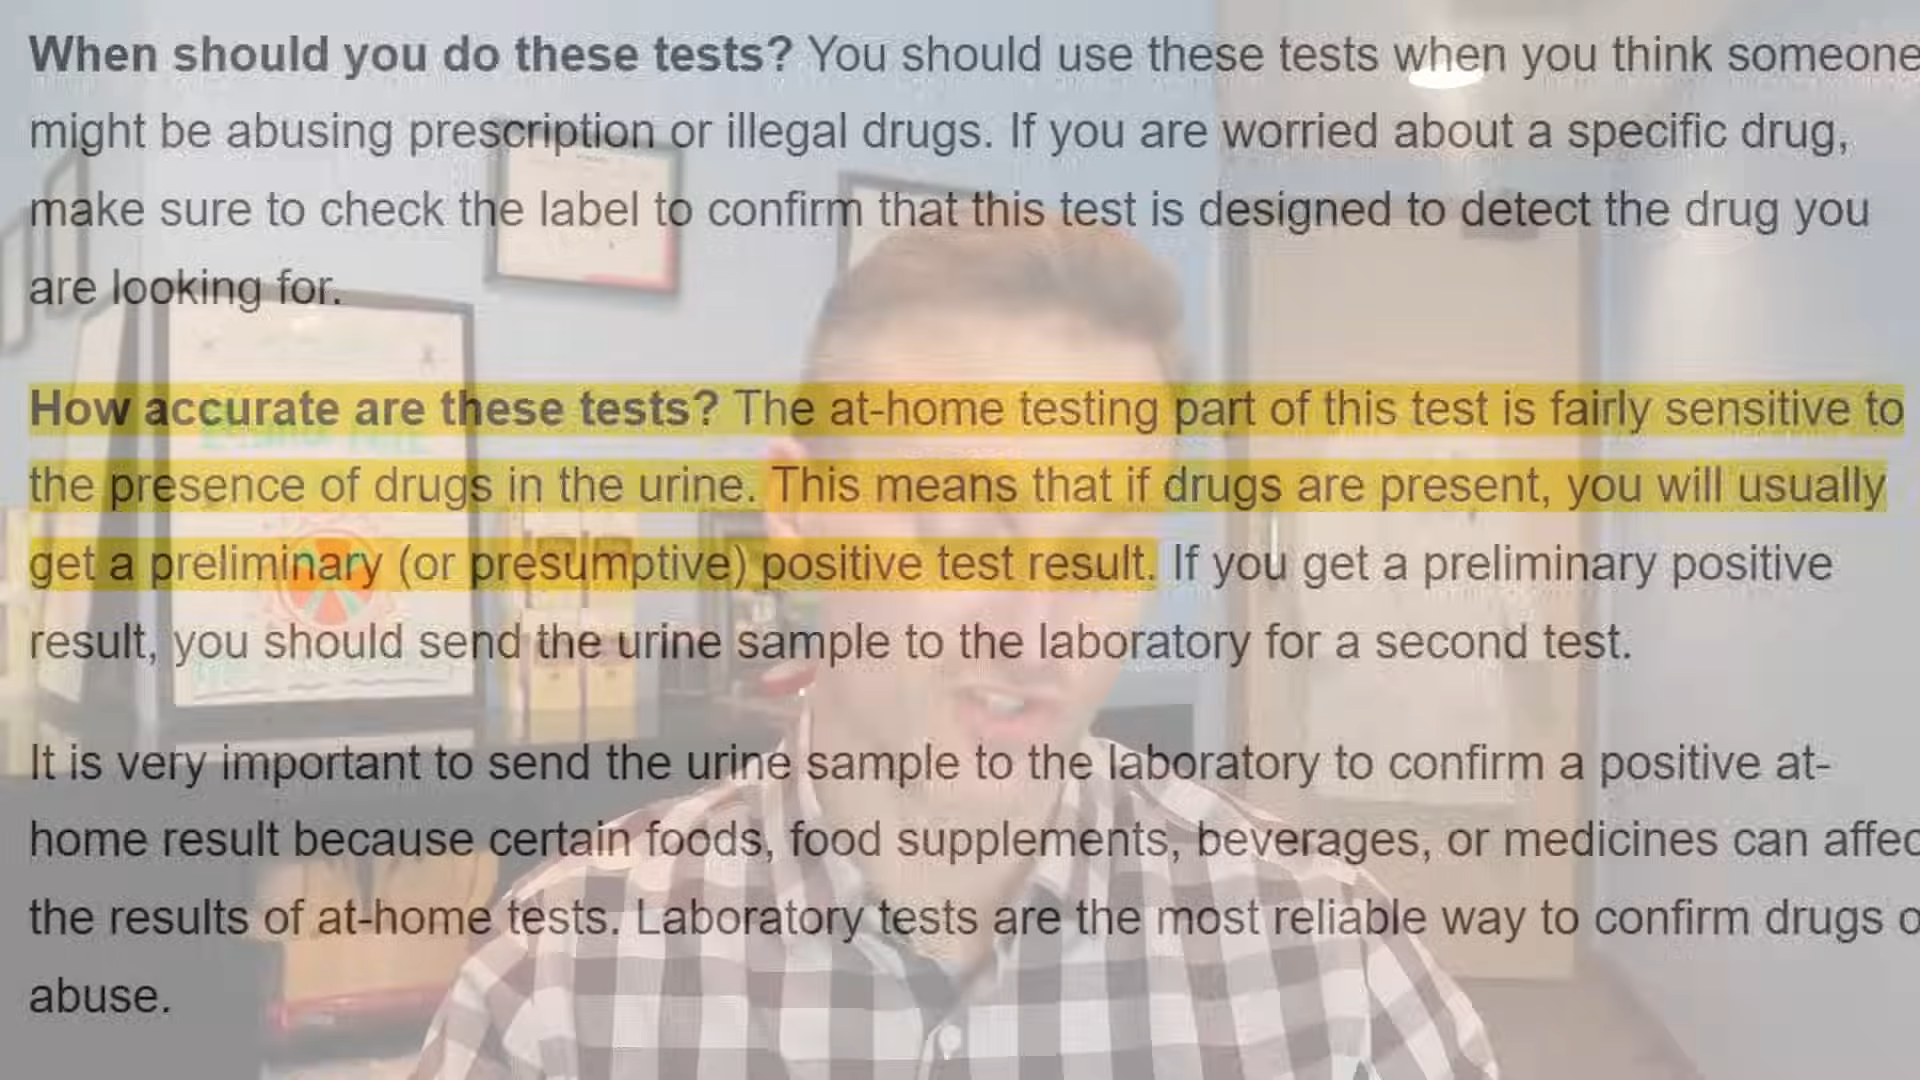 When should you do these tests? You should use these tests when you think someone
might be abusing prescription or illegal drugs. If you are worried about a specific drug,
make sure to check the label to confirm that this test is designed to detect the drug you
are looking for.
How accurate are these tests? The at-home testing part of this test is fairly sensitive to
the presence of drugs in the urine. This means that if drugs are present, you will usually
get a preliminary (or presumptive) positive test result. If you get a preliminary positive
result, you should send the urine sample to the laboratory for a second test.
It is very important to send the urine sample to the laboratory to confirm a positive at-
home result because certain foods, food supplements, beverages, or medicines can affec
the results of at-home tests. Laboratory tests are the most reliable way to confirm drugs o
abuse.